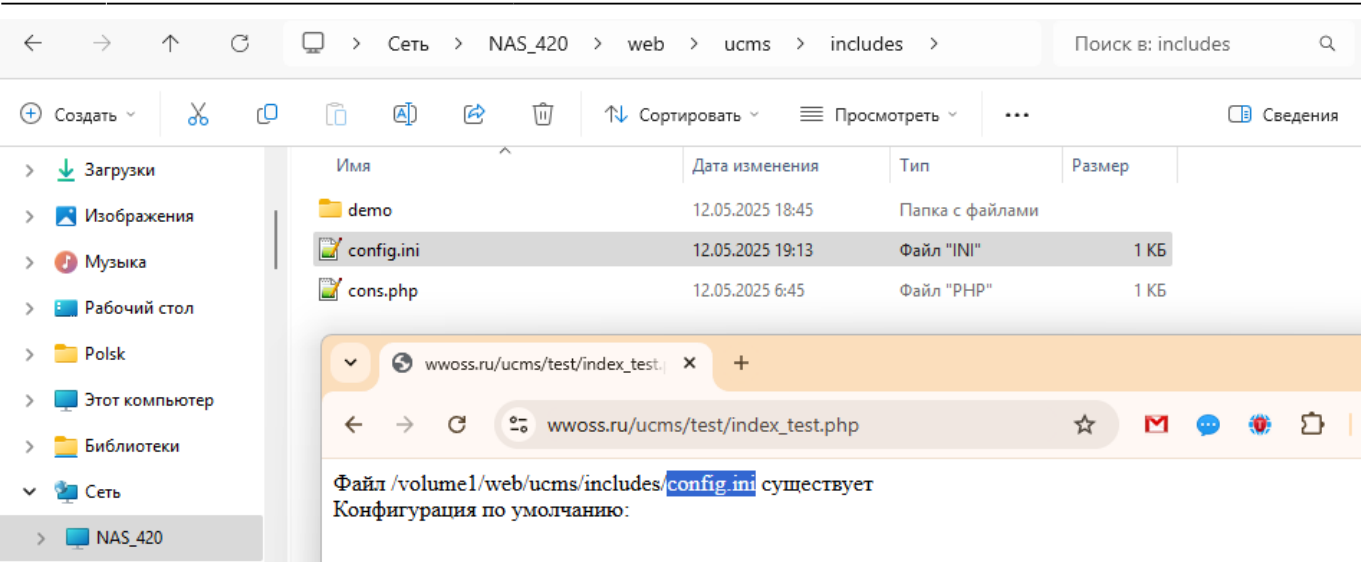 Сеть > NAS_420 > web > ucms > includes >
Поиск в: includes
Создать
Сортировать
Просмотреть
...
Сведения
Имя Дата изменения Тип Размер
demo 12.05.2025 18:45 Папка с файлами
config.ini 12.05.2025 19:13 Файл "INI" 1 КБ
cons.php 12.05.2025 6:45 Файл "PHP" 1 КБ
Загрузки
Изображения
Музыка
Рабочий стол
Polsk
Этот компьютер
Библиотеки
Сеть
NAS_420
wwoss.ru/ucms/test/index_test.
wwoss.ru/ucms/test/index_test.php
Файл /volume1/web/ucms/includes/config.ini существует
Конфигурация по умолчанию: